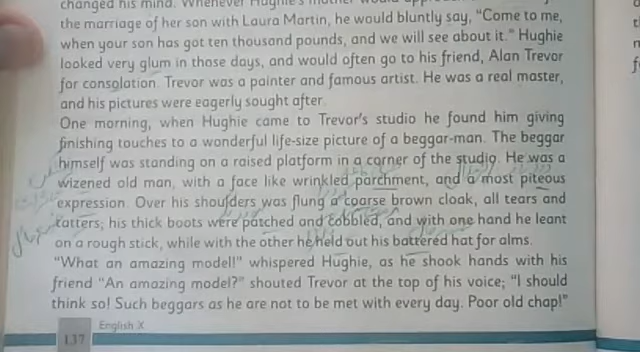 changed his mind. Whenever Hughie's mother would
the marriage of her son with Laura Martin, he would bluntly say, "Come to me,
when your son has got ten thousand pounds, and we will see about it." Hughie
looked very glum in those days, and would often go to his friend, Alan Trevor
for consolation. Trevor was a painter and famous artist. He was a real master,
and his pictures were eagerly sought after.
One morning, when Hughie came to Trevor's studio he found him giving
finishing touches to a wonderful life-size picture of a beggar-man. The beggar
himself was standing on a raised platform in a corner of the studio. He was a
wizened old man, with a face like wrinkled parchment, and a most piteous
expression. Over his shoulders was flung a coarse brown cloak, all tears and
tatters; his thick boots were patched and cobbled, and with one hand he leant
on a rough stick, while with the other he held out his battered hat for alms.
"What an amazing model!" whispered Hughie, as he shook hands with his
friend "An amazing model?" shouted Trevor at the top of his voice; "I should
think so! Such beggars as he are not to be met with every day. Poor old chap!"
English X
137